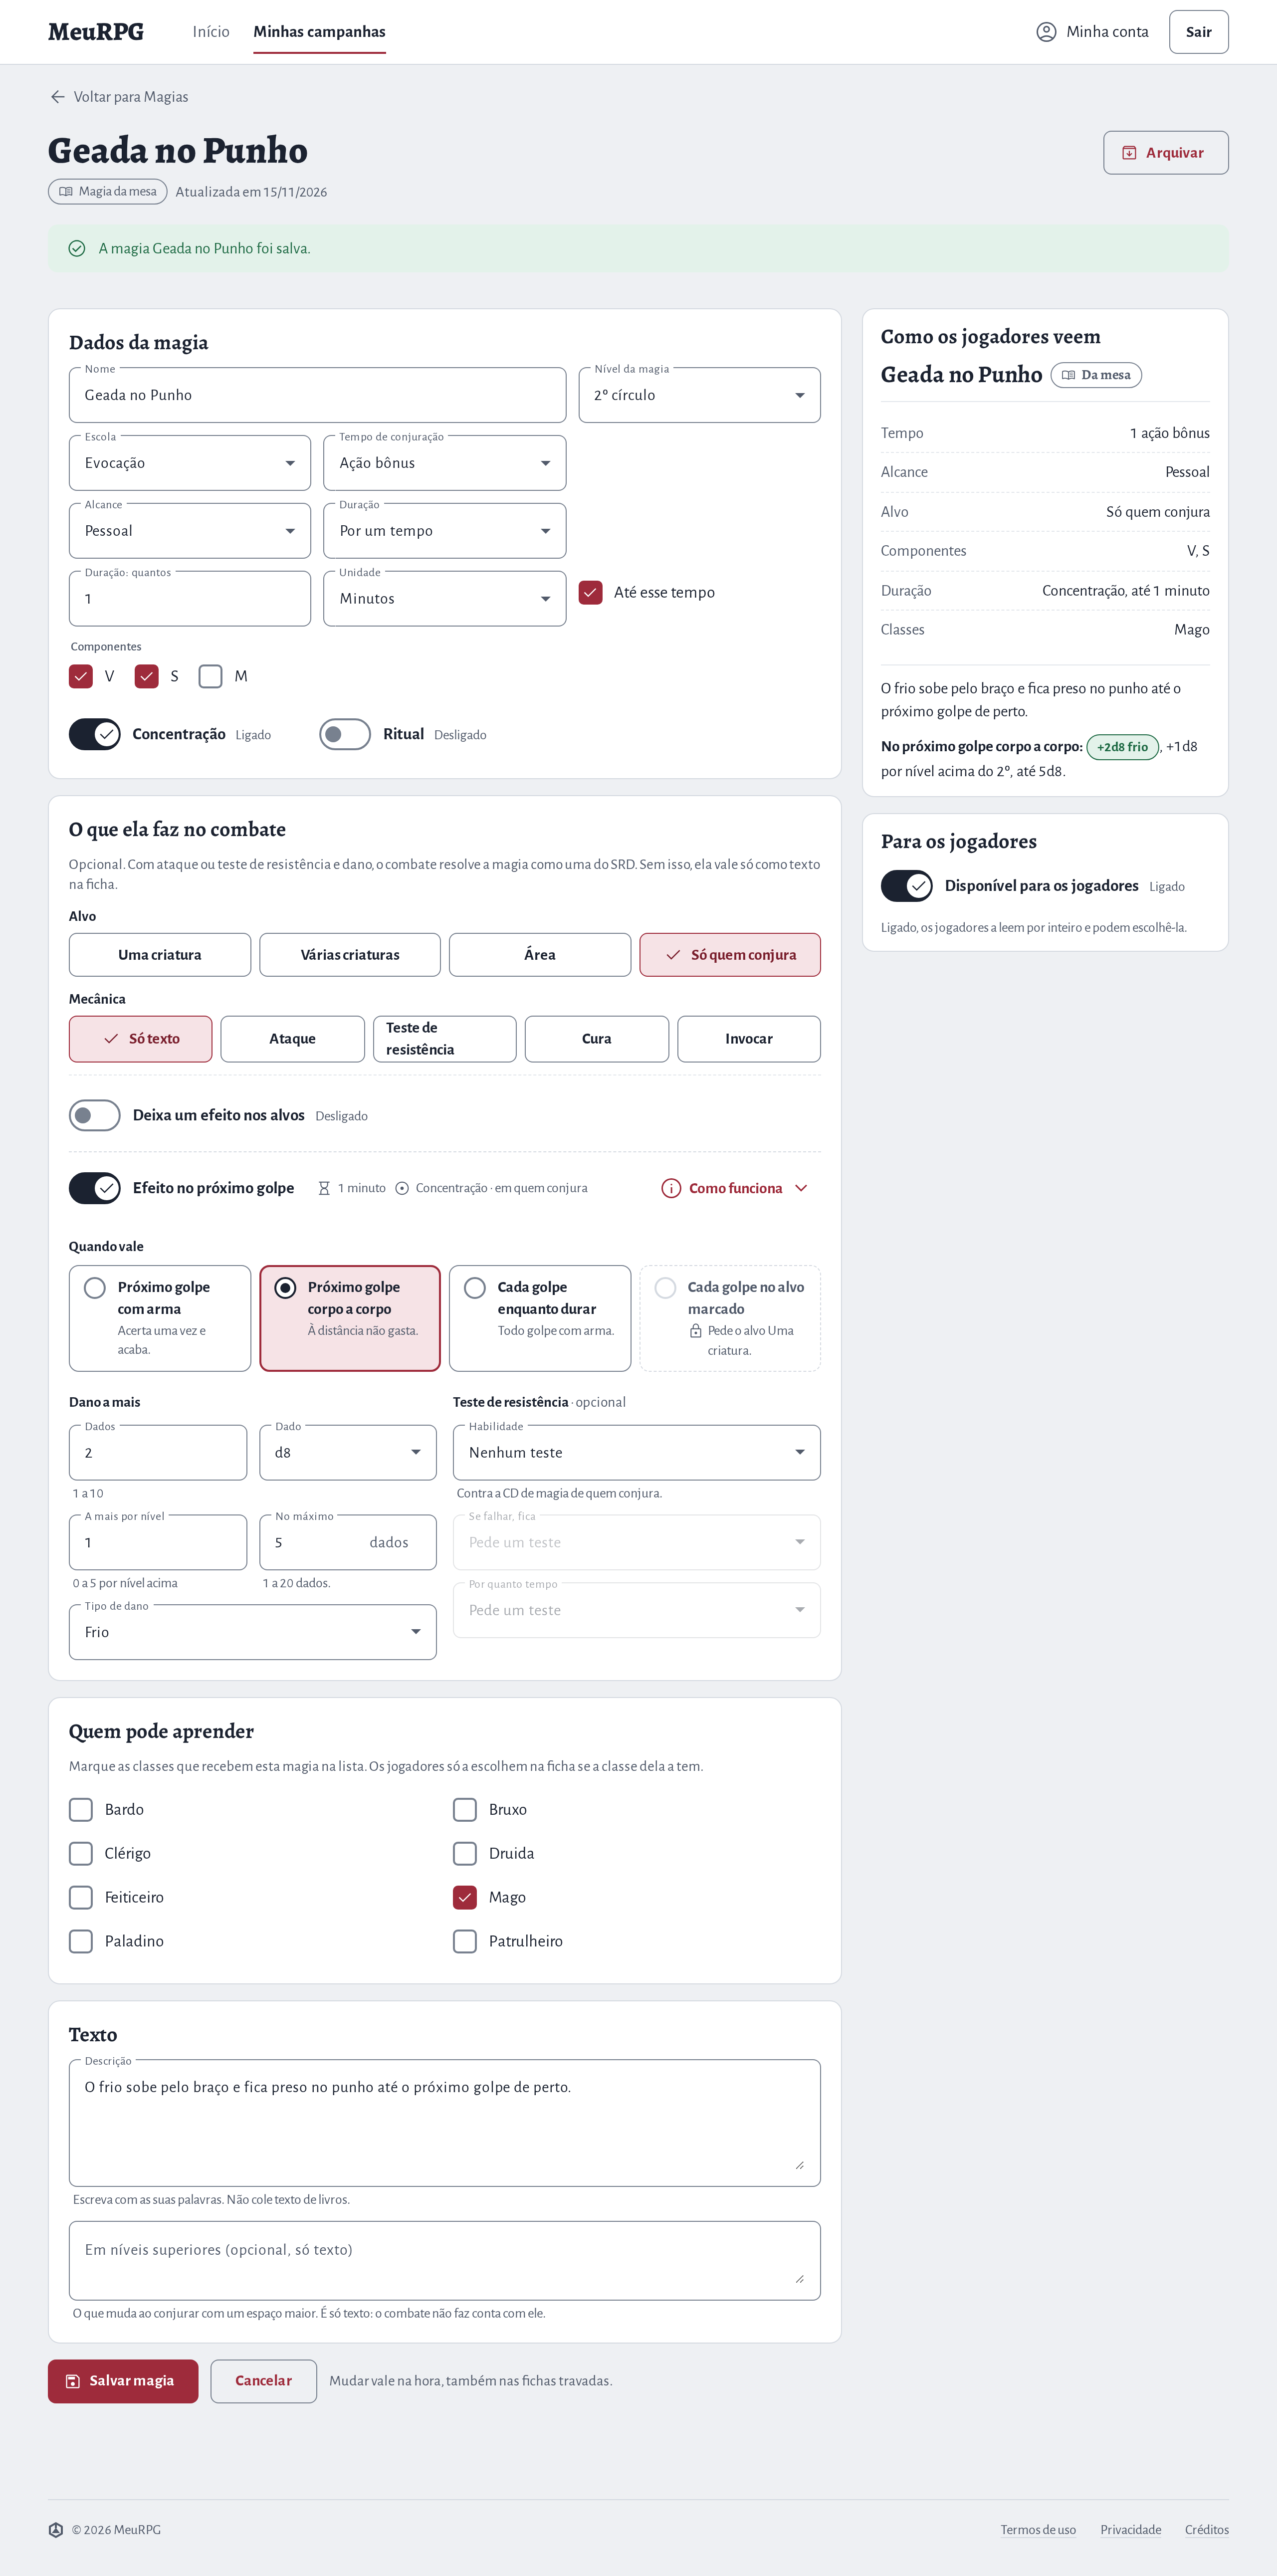 MeuRPG
Início
Minhas campanhas
Minha conta
Sair
Voltar para Magias
Geada no Punho
Arquivar
Magia da mesa
Atualizada em 15/11/2026
A magia Geada no Punho foi salva.
Dados da magia
Nome
Geada no Punho
Nível da magia
2º círculo
Escola
Evocação
Tempo de conjuração
Ação bônus
Alcance
Pessoal
Duração
Por um tempo
Duração: quantos
1
Unidade
Minutos
Até esse tempo
Componentes
V
S
M
Concentração
Ligado
Ritual
Desligado
O que ela faz no combate
Opcional. Com ataque ou teste de resistência e dano, o combate resolve a magia como uma do SRD. Sem isso, ela vale só como texto
na ficha.
Alvo
Uma criatura
Várias criaturas
Área
Só quem conjura
Mecânica
Só texto
Ataque
Teste de
resistência
Cura
Invocar
Deixa um efeito nos alvos
Desligado
Efeito no próximo golpe
1 minuto
Concentração · em quem conjura
Como funciona
Quando vale
Próximo golpe
com arma
Acerta uma vez e
acaba.
Próximo golpe
corpo a corpo
À distância não gasta.
Cada golpe
enquanto durar
Todo golpe com arma.
Cada golpe no alvo
marcado
Pede o alvo Uma
criatura.
Dano a mais
Dados
2
1 a 10
Dado
d8
A mais por nível
1
0 a 5 por nível acima
No máximo
5
dados
1 a 20 dados.
Tipo de dano
Frio
Teste de resistência · opcional
Habilidade
Nenhum teste
Contra a CD de magia de quem conjura.
Se falhar, fica
Pede um teste
Por quanto tempo
Pede um teste
Quem pode aprender
Marque as classes que recebem esta magia na lista. Os jogadores só a escolhem na ficha se a classe dela a tem.
Bardo
Bruxo
Clérigo
Druida
Feiticeiro
Mago
Paladino
Patrulheiro
Texto
Descrição
O frio sobe pelo braço e fica preso no punho até o próximo golpe de perto.
Escreva com as suas palavras. Não cole texto de livros.
Em níveis superiores (opcional, só texto)
O que muda ao conjurar com um espaço maior. É só texto: o combate não faz conta com ele.
Salvar magia
Cancelar
Mudar vale na hora, também nas fichas travadas.
Como os jogadores veem
Geada no Punho
Da mesa
Tempo
1 ação bônus
Alcance
Pessoal
Alvo
Só quem conjura
Componentes
V, S
Duração
Concentração, até 1 minuto
Classes
Mago
O frio sobe pelo braço e fica preso no punho até o
próximo golpe de perto.
No próximo golpe corpo a corpo: +2d8 frio, +1d8
por nível acima do 2º, até 5d8.
Para os jogadores
Disponível para os jogadores
Ligado
Ligado, os jogadores a leem por inteiro e podem escolhê-la.
© 2026 MeuRPG
Termos de uso
Privacidade
Créditos